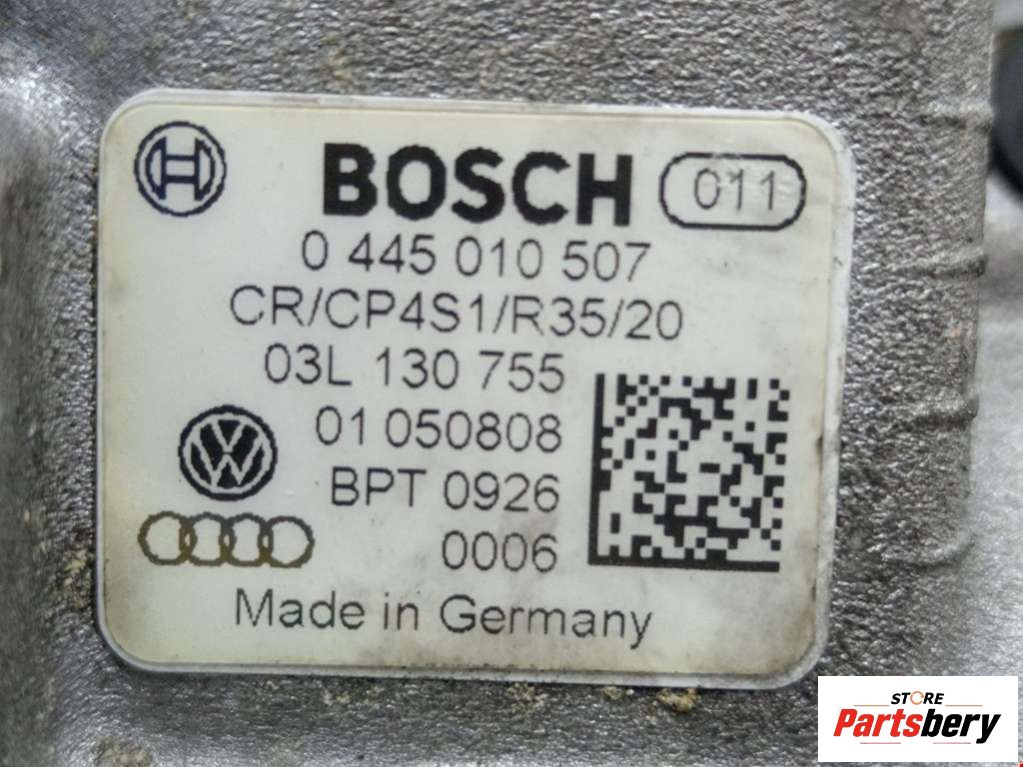 BOSCH 011
0 445 010 507
CR/CP4S1/R35/20
03L 130 755
01 050808
BPT 0926
0006
Made in Germany
STORE
Partsbery